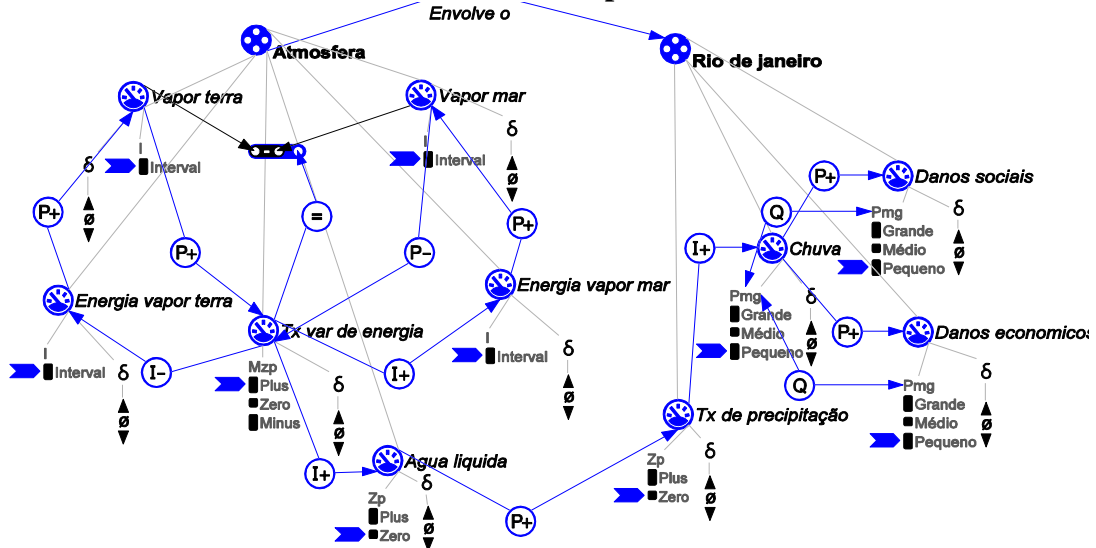 Envolve o
Atmosfera
Rio de janeiro
Vapor terra
Vapor mar
δ
I
Interval
δ
ø
I
Interval
δ
ø
P+
P+
=
P-
P+
I+
P+
Q
Danos sociais
Pmg
Grande
Médio
Pequeno
δ
ø
Chuva
Energia vapor terra
Energia vapor mar
Pmg
Grande
Médio
Pequeno
δ
ø
Tx var de energia
P+
Danos economicos
I
Interval
δ
ø
I-
Mzp
Plus
Zero
Minus
δ
ø
I+
I
Interval
δ
ø
Q
Pmg
Grande
Médio
Pequeno
δ
ø
Tx de precipitação
Zp
Plus
Zero
δ
ø
I+
Agua liquida
Zp
Plus
Zero
δ
ø
P+